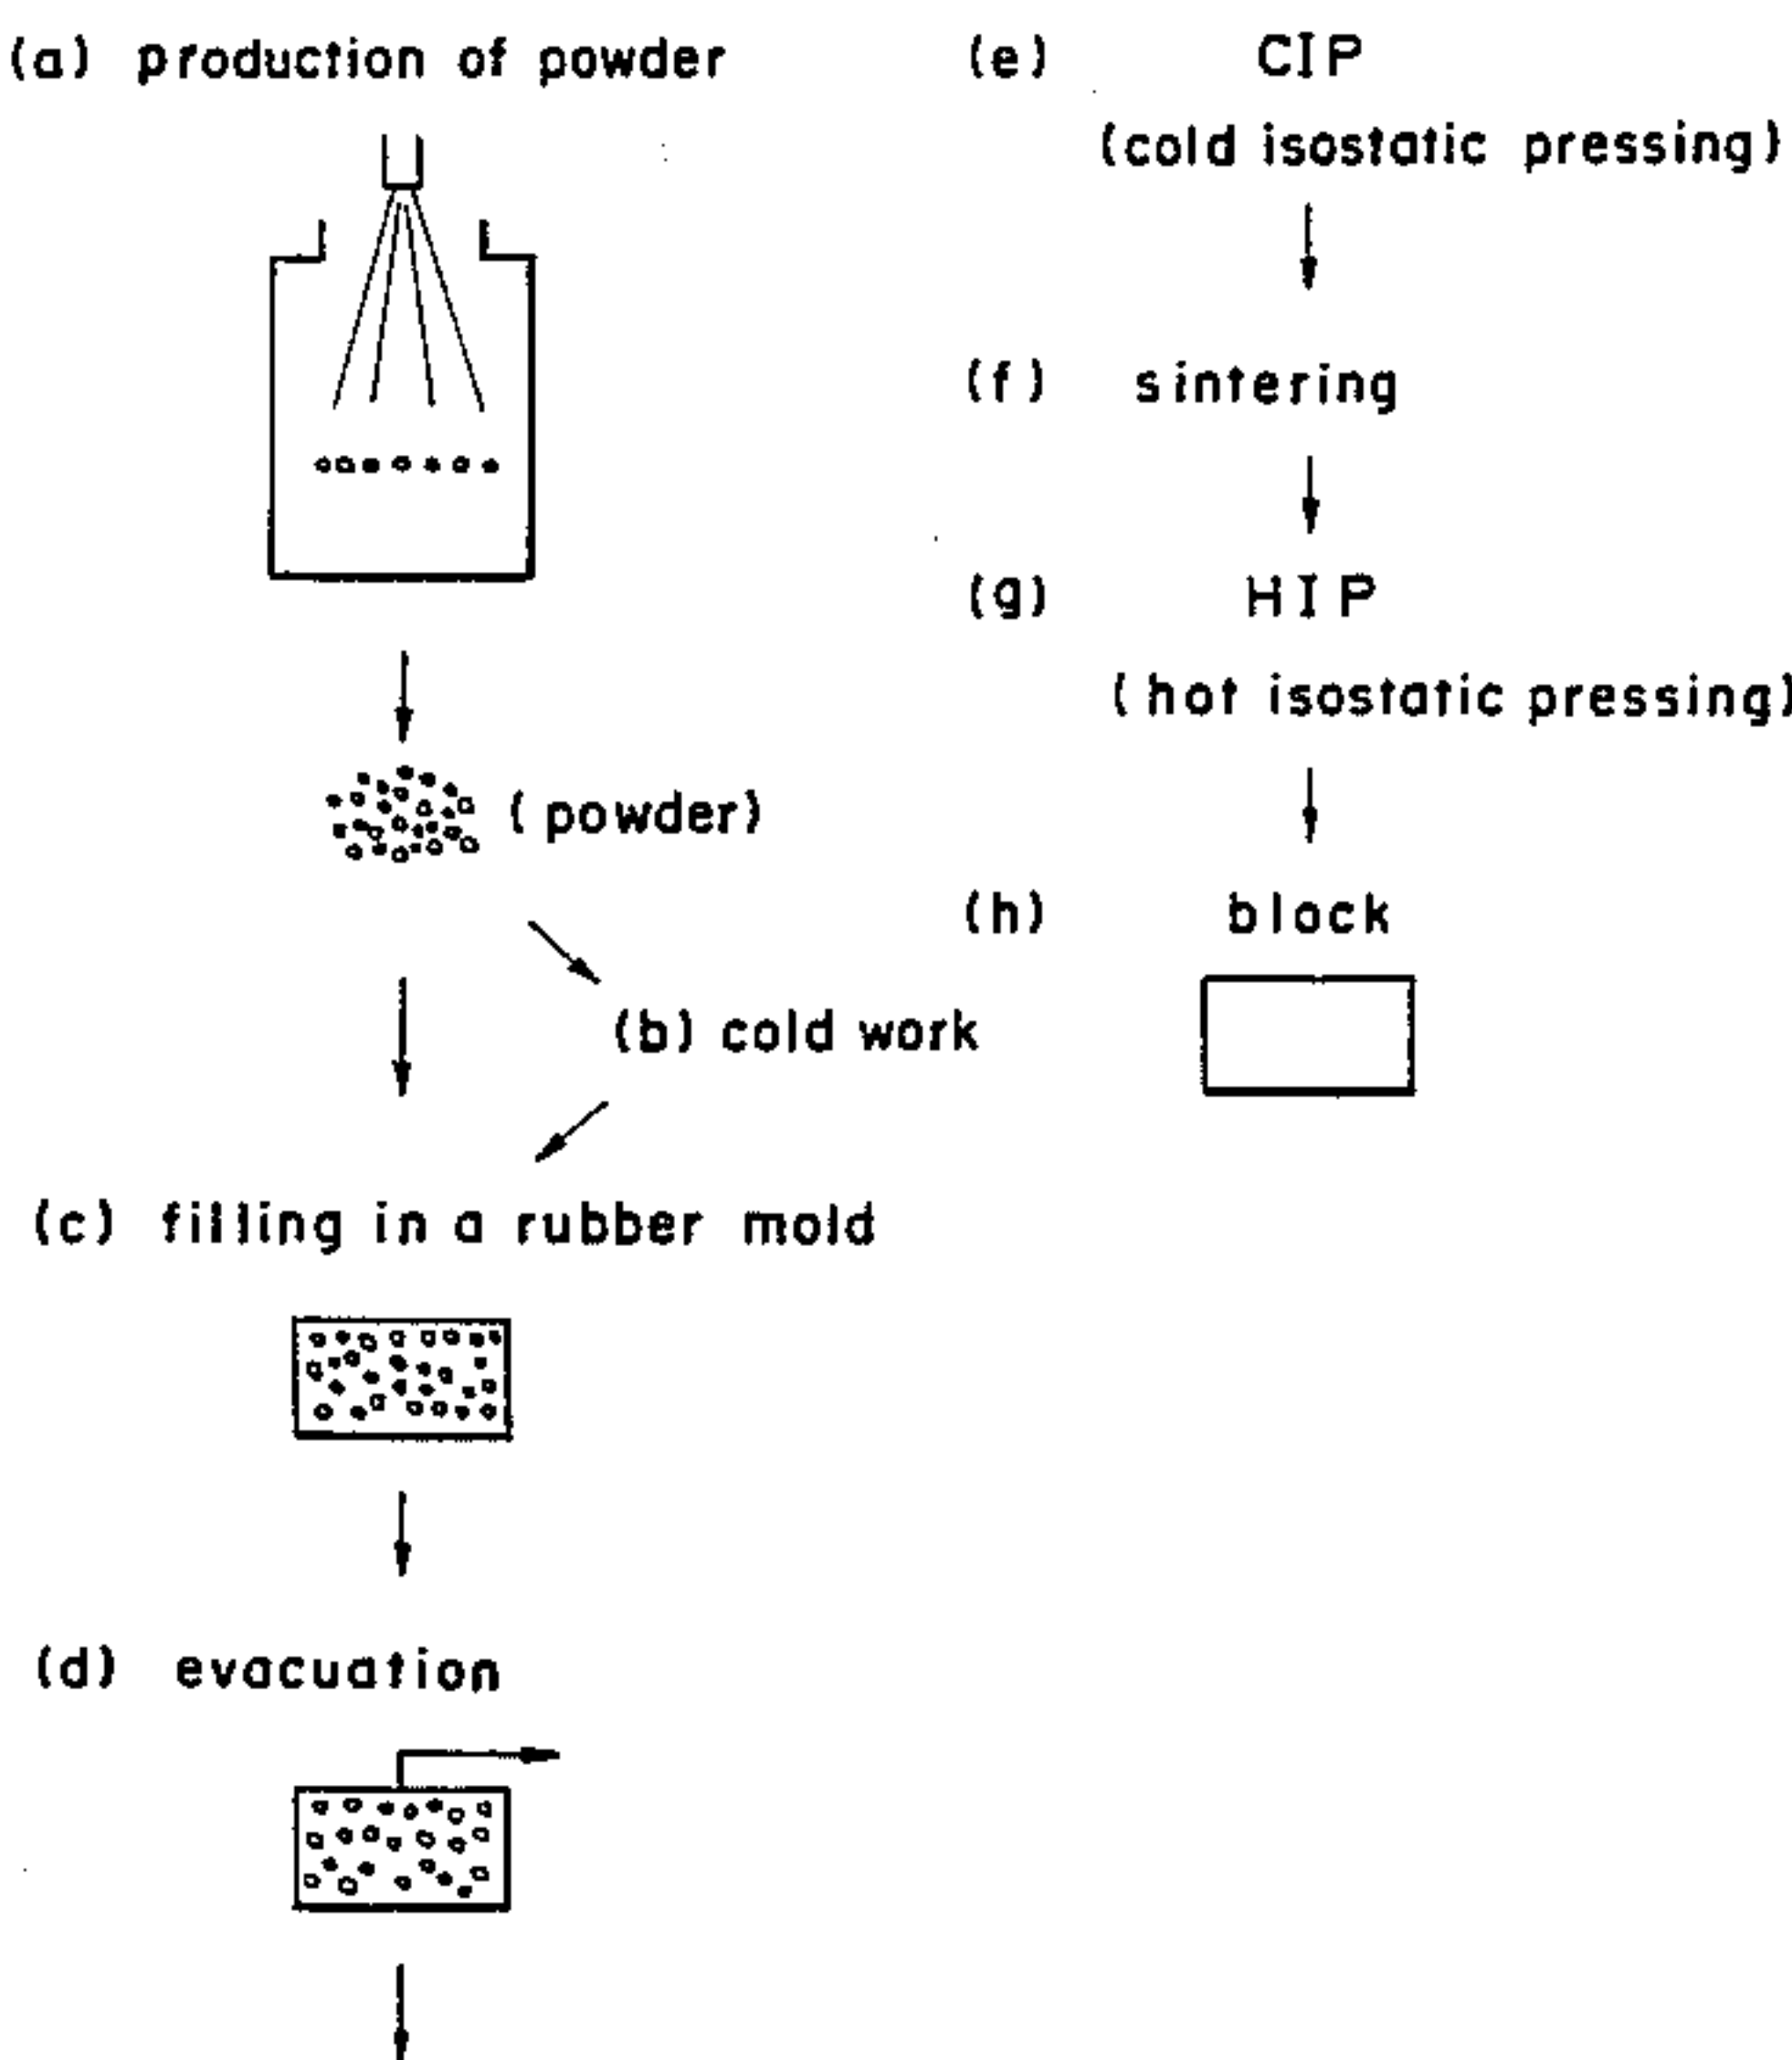 (a) production of powder
(powder)
(b) cold work
(c) filling in a rubber mold
(d) evacuation
(e) CIP
(cold isostatic pressing)
(f) sintering
(g) HIP
(hot isostatic pressing)
(h) block